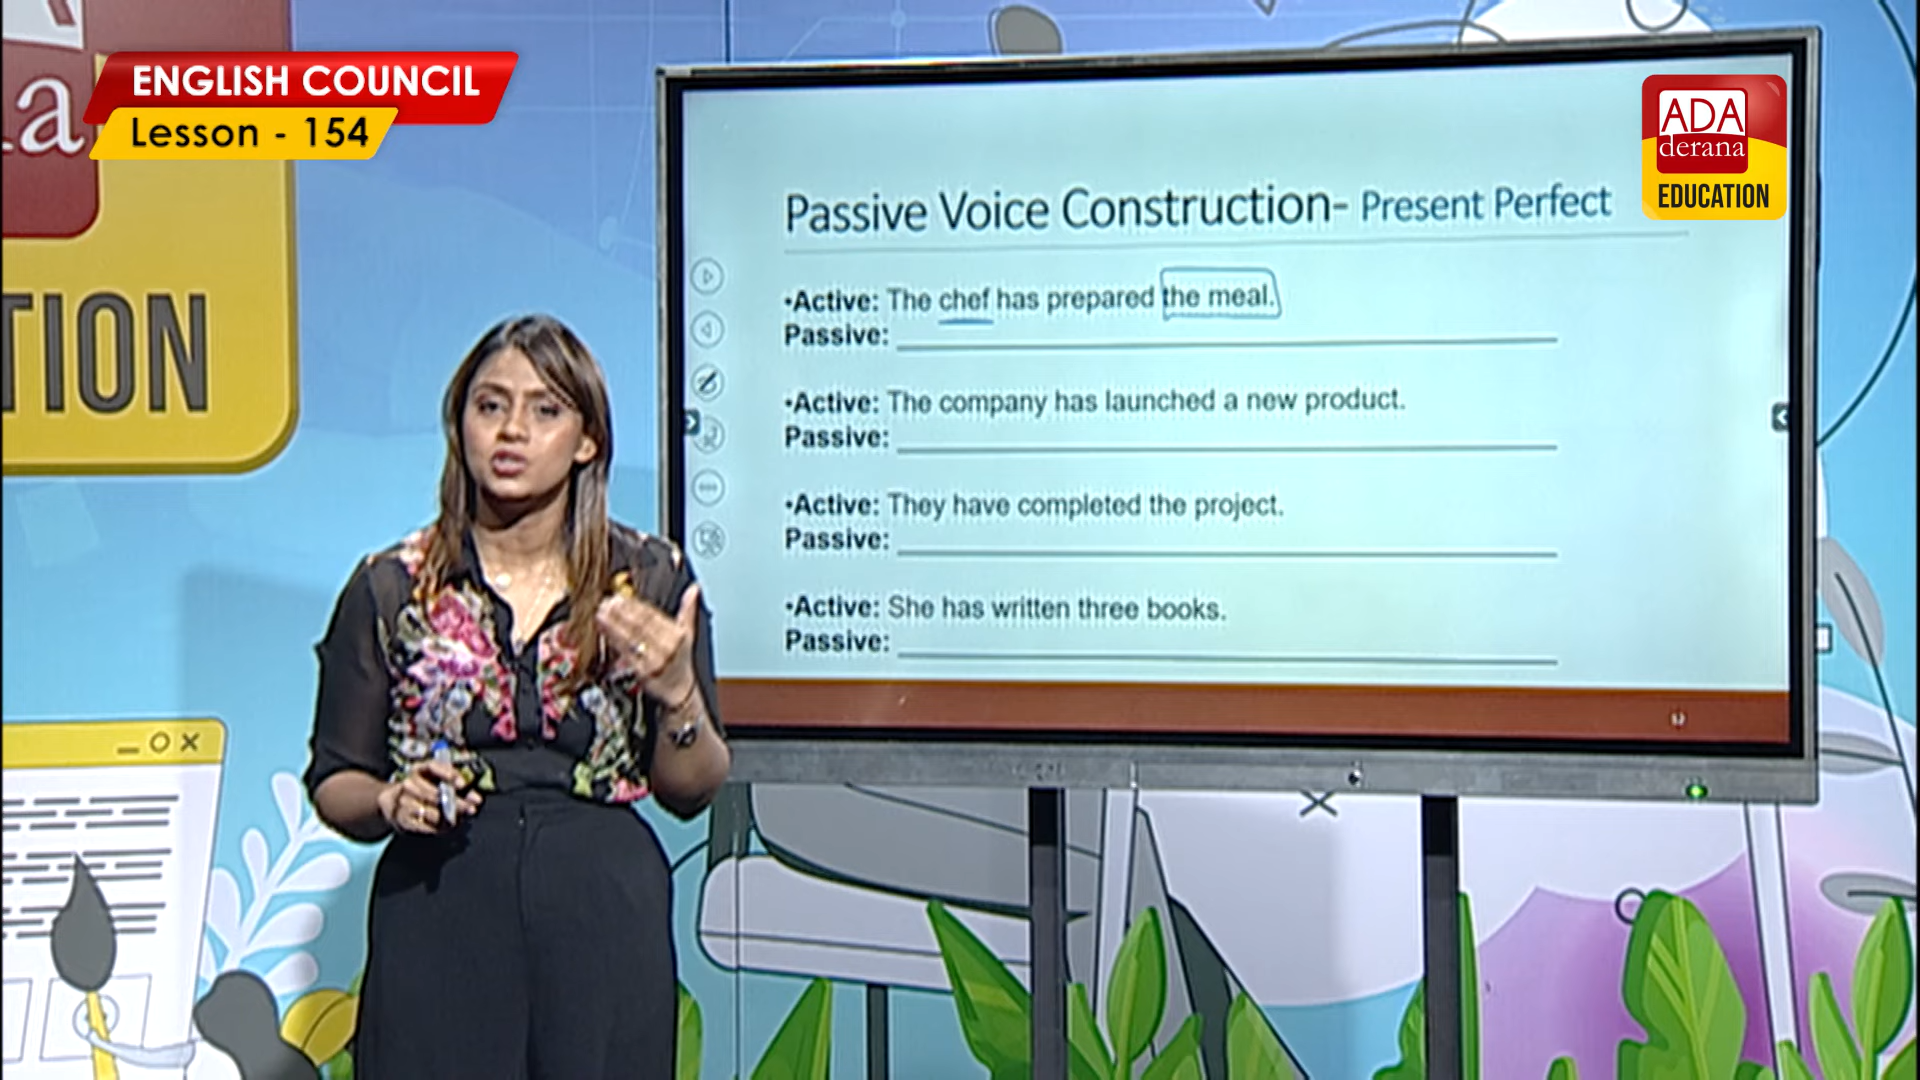 ENGLISH COUNCIL
Lesson - 154
ADA
derana
EDUCATION
a
TION
Passive Voice Construction- Present Perfect
•Active: The chef has prepared the meal.
Passive:
•Active: The company has launched a new product.
Passive:
•Active: They have completed the project.
Passive:
•Active: She has written three books.
Passive: